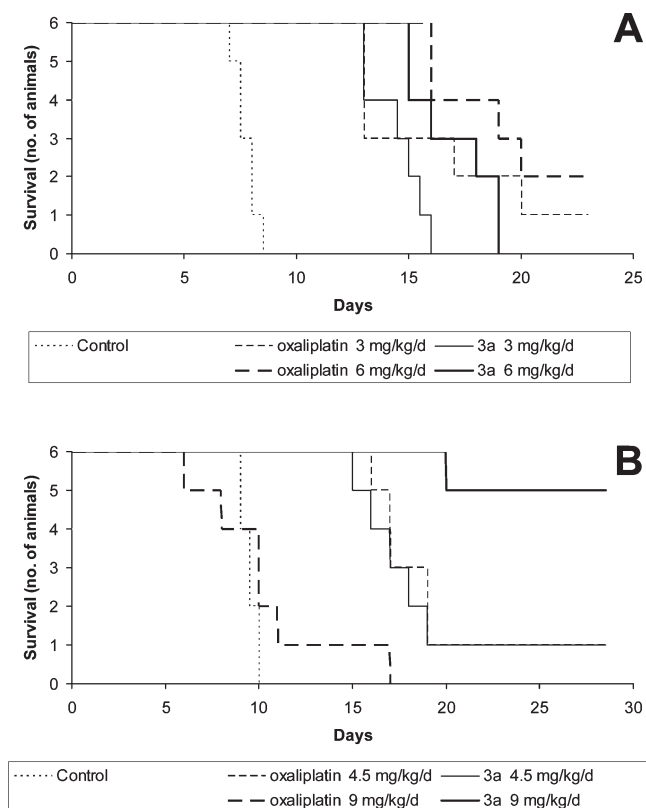 A
Survival (no. of animals)
6
5
4
3
2
1
0
0 5 10 15 20 25
Days
Control oxaliplatin 3 mg/kg/d 3a 3 mg/kg/d
oxaliplatin 6 mg/kg/d 3a 6 mg/kg/d
B
Survival (no. of animals)
6
5
4
3
2
1
0
0 5 10 15 20 25 30
Days
Control oxaliplatin 4.5 mg/kg/d 3a 4.5 mg/kg/d
oxaliplatin 9 mg/kg/d 3a 9 mg/kg/d